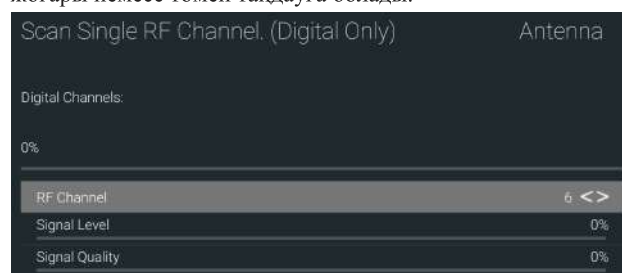 жоғары немесе төмен таңдауға болады.
Scan Single RF Channel. (Digital Only) Antenna
Digital Channels:
0%
RF Channel 6 < >
Signal Level 0%
Signal Quality 0%